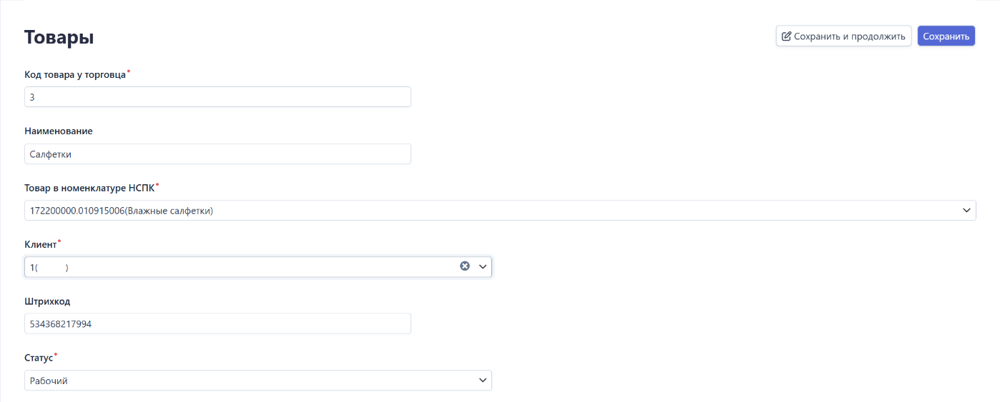 Товары
Сохранить и продолжить
Сохранить
Код товара у торговца*
3
Наименование
Салфетки
Товар в номенклатуре НСПК*
172200000.010915006(Влажные салфетки)
Клиент*
1( )
Штрихкод
534368217994
Статус*
Рабочий